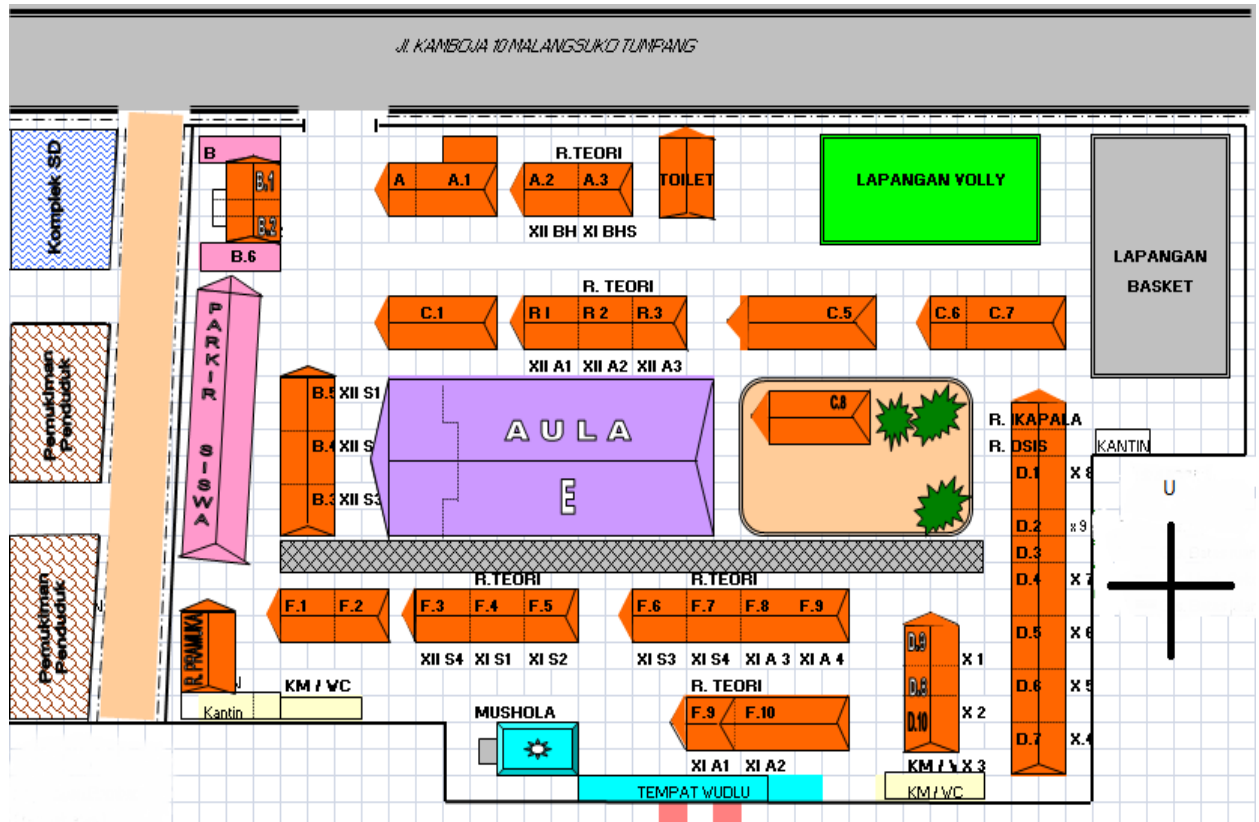 JL KAMBOJA 10 MALANGSUKO TUMPANG
Komplek SD
B
B.1
B.2
B.6
R.TEORI
A A.1
A.2 A.3
TOILET
XII BH XI BHS
LAPANGAN VOLLY
LAPANGAN
BASKET
PARKIR SISWA
R. TEORI
C.1
R I R 2 R.3
C.5
C.6 C.7
XII A1 XII A2 XII A3
Pemukiman
Penduduk
B.5 XII S1
B.4 XII S
B.3 XII S3
AULA
E
C.8
R. IKAPALA
R. OSIS
KANTIN
D.1 X 8
D.2 x 9
D.3
D.4 X 7
D.5 X 6
D.6 X 5
D.7 X.4
U
R.TEORI
R.TEORI
F.1 F.2
F.3 F.4 F.5
F.6 F.7 F.8 F.9
XII S4 XI S1 XI S2
XI S3 XI S4 XI A 3 XI A 4
Pemukiman
Penduduk
R.PRAMUKA
Kantin
KM / WC
D.9
D.8
D.10
X 1
X 2
R. TEORI
F.9 F.10
XI A1 XI A2
MUSHOLA
TEMPAT WUDLU
KM / X 3
KM / WC